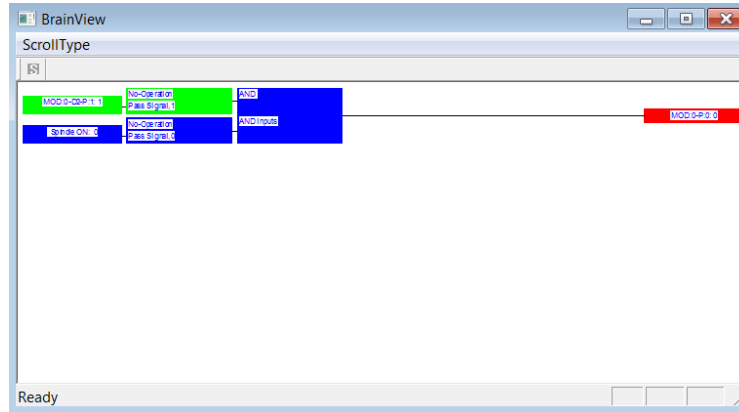 BrainView
ScrollType
S
MOD:0-D2-P:1: 1
No-Operation
Pass Signal,1
AND
AND Inputs
Spindle ON: 0
No-Operation
Pass Signal,0
MOD:0-P:0: 0
Ready